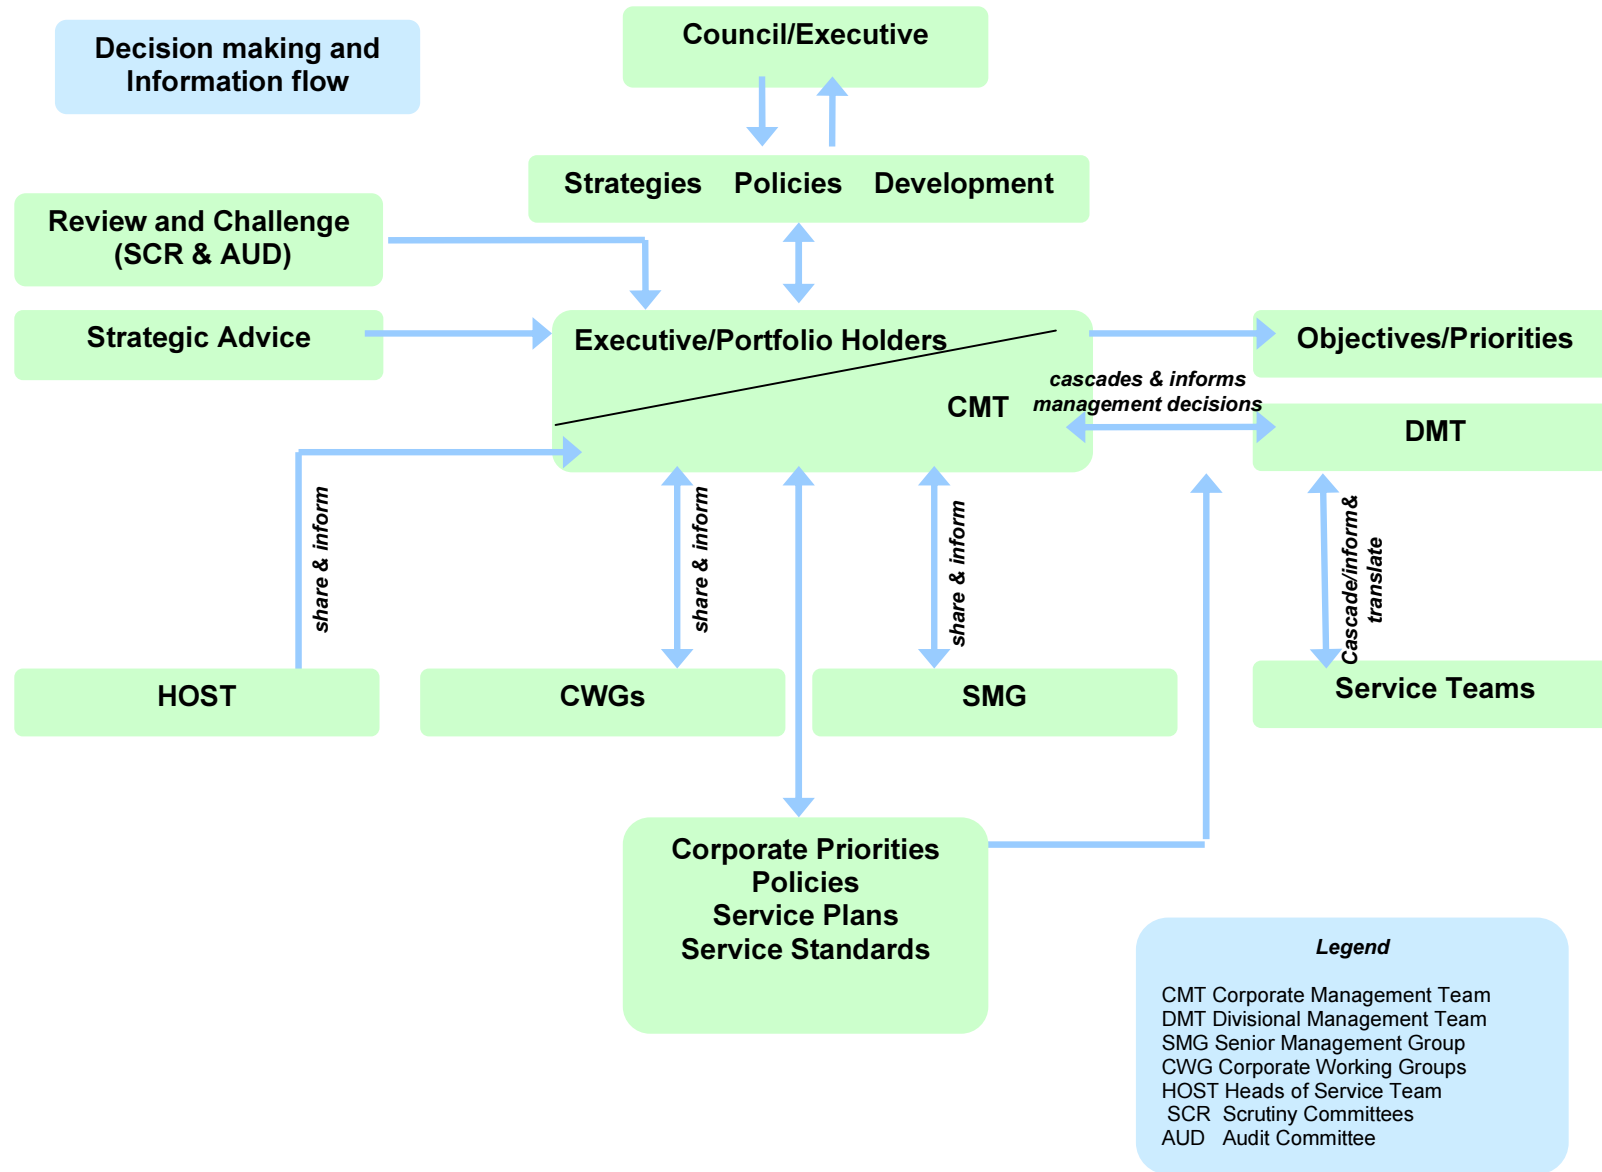 Decision making and
Information flow
Council/Executive
Strategies Policies Development
Review and Challenge
(SCR & AUD)
Strategic Advice
Executive/Portfolio Holders
CMT
Objectives/Priorities
cascades & informs
management decisions
DMT
share & inform
share & inform
share & inform
Cascade/inform&
translate
HOST
CWGs
SMG
Service Teams
Corporate Priorities
Policies
Service Plans
Service Standards
Legend
CMT Corporate Management Team
DMT Divisional Management Team
SMG Senior Management Group
CWG Corporate Working Groups
HOST Heads of Service Team
SCR Scrutiny Committees
AUD Audit Committee